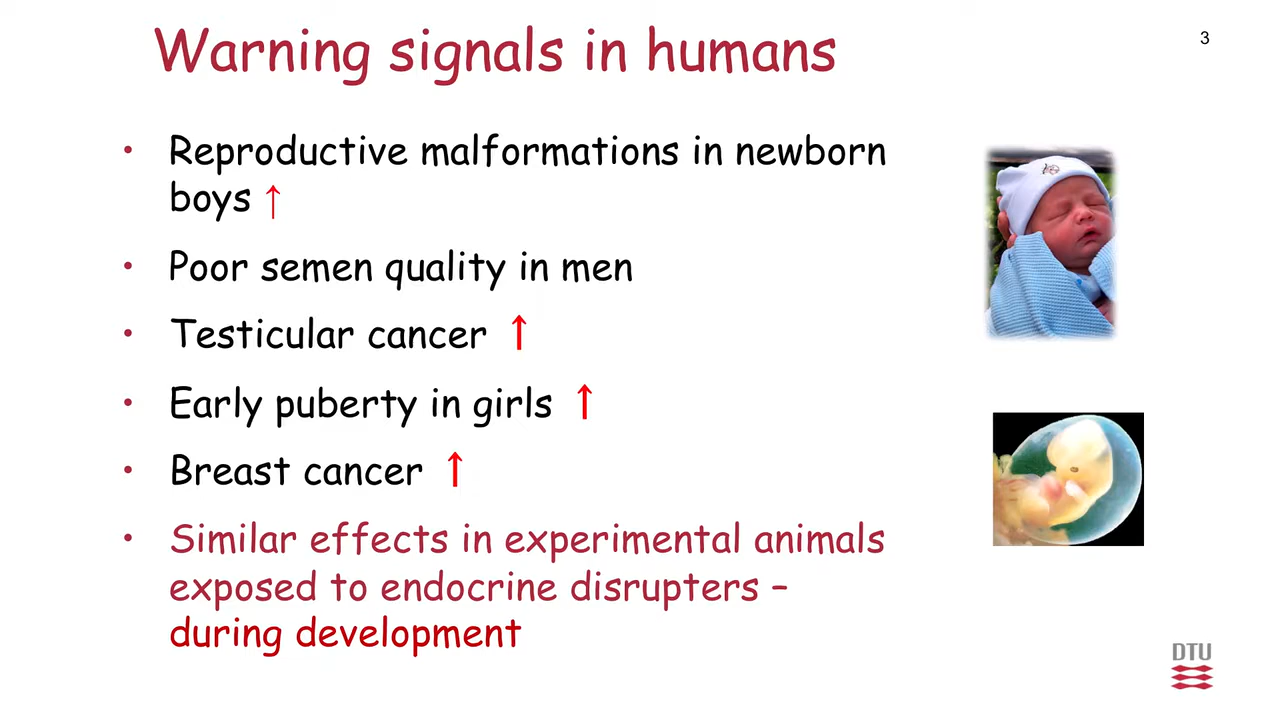 Warning signals in humans
3
• Reproductive malformations in newborn
boys ↑
• Poor semen quality in men
• Testicular cancer ↑
• Early puberty in girls ↑
• Breast cancer ↑
• Similar effects in experimental animals
exposed to endocrine disrupters –
during development
DTU